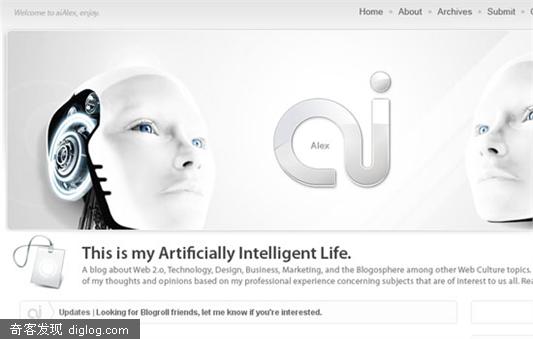 Welcome to aiAlex, enjoy.
Home About Archives Submit
ai
Alex
This is my Artificially Intelligent Life.
A blog about Web 2.0, Technology, Design, Business, Marketing, and the Blogosphere among other Web Culture topics.
of my thoughts and opinions based on my professional experience concerning subjects that are of interest to us all. Rea
ai
Updates | Looking for Blogroll friends, let me know if you're interested.
奇客发现 diglog.com